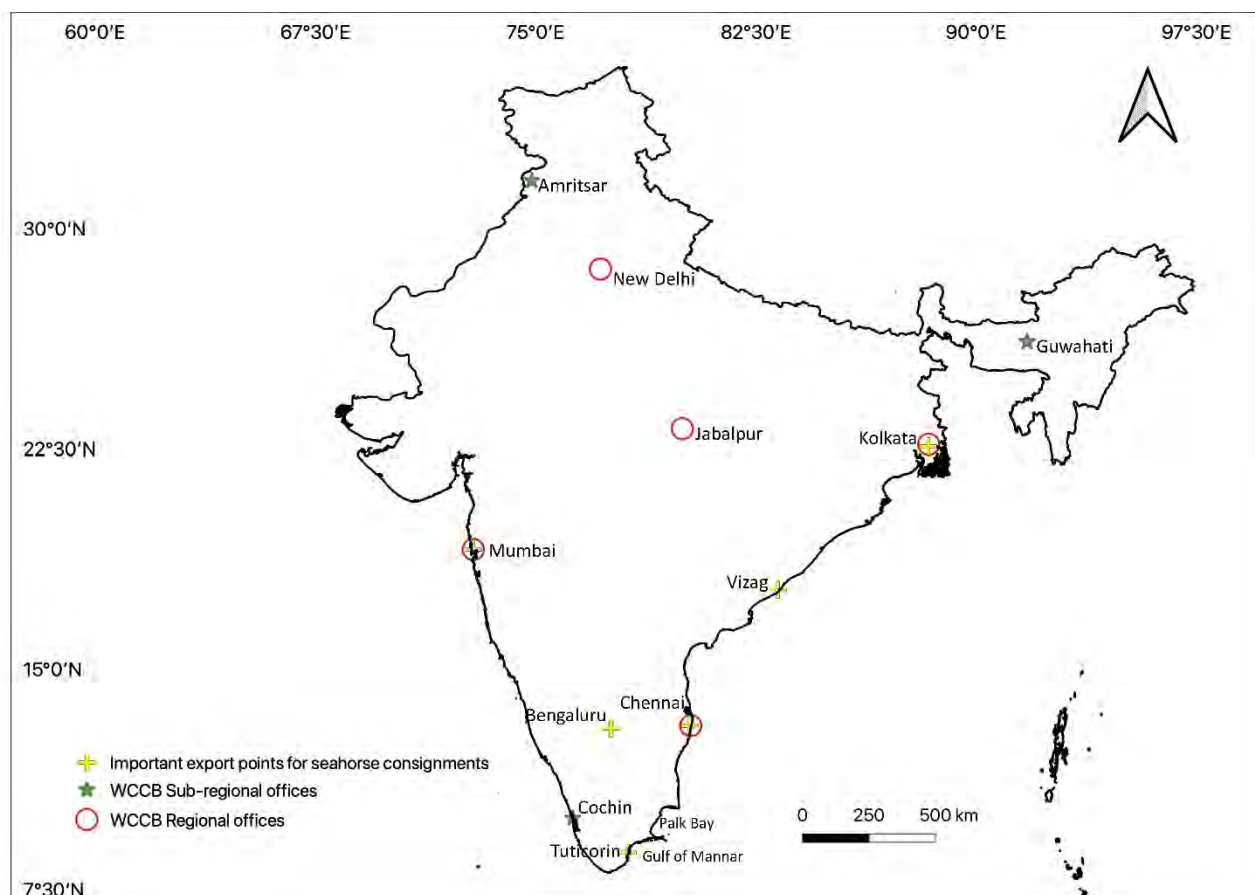 60°0′E
67°30′E
75°0′E
82°30′E
90°0′E
97°30′E
Amritsar
30°0′N
New Delhi
Guwahati
Jabalpur
Kolkata
22°30′N
Mumbai
Vizag
15°0′N
Chennai
Bengaluru
Important export points for seahorse consignments
WCCB Sub-regional offices
WCCB Regional offices
Cochin
0 250 500 km
Palk Bay
Tuticorin
Gulf of Mannar
7°30′N